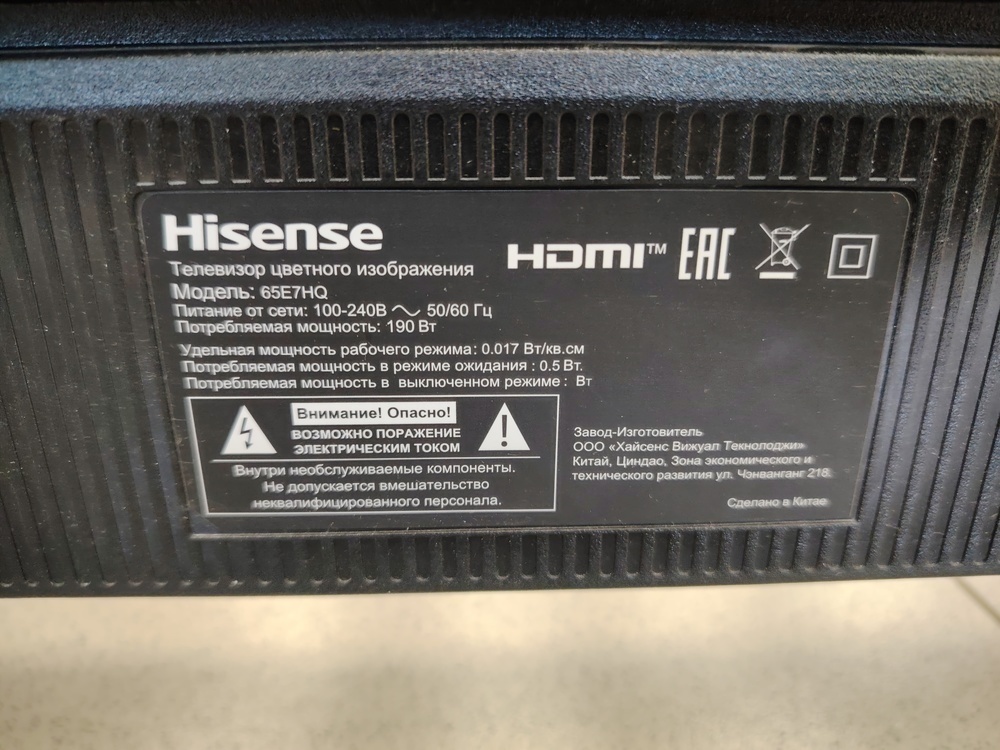 Hisense
HDMI™ EAC
Телевизор цветного изображения
Модель: 65E7HQ
Питание от сети: 100-240В ~ 50/60 Гц
Потребляемая мощность: 190 Вт
Удельная мощность рабочего режима: 0.017 Вт/кв.см
Потребляемая мощность в режиме ожидания : 0.5 Вт.
Потребляемая мощность в выключенном режиме : Вт
Внимание! Опасно!
ВОЗМОЖНО ПОРАЖЕНИЕ
ЭЛЕКТРИЧЕСКИМ ТОКОМ
Внутри необслуживаемые компоненты.
Не допускается вмешательство
неквалифицированного персонала.
Завод-Изготовитель
ООО «Хайсенс Вижуал Текнолоджи»
Китай, Циндао, Зона экономического и
технического развития ул. Чэнванганг 218.
Сделано в Китае